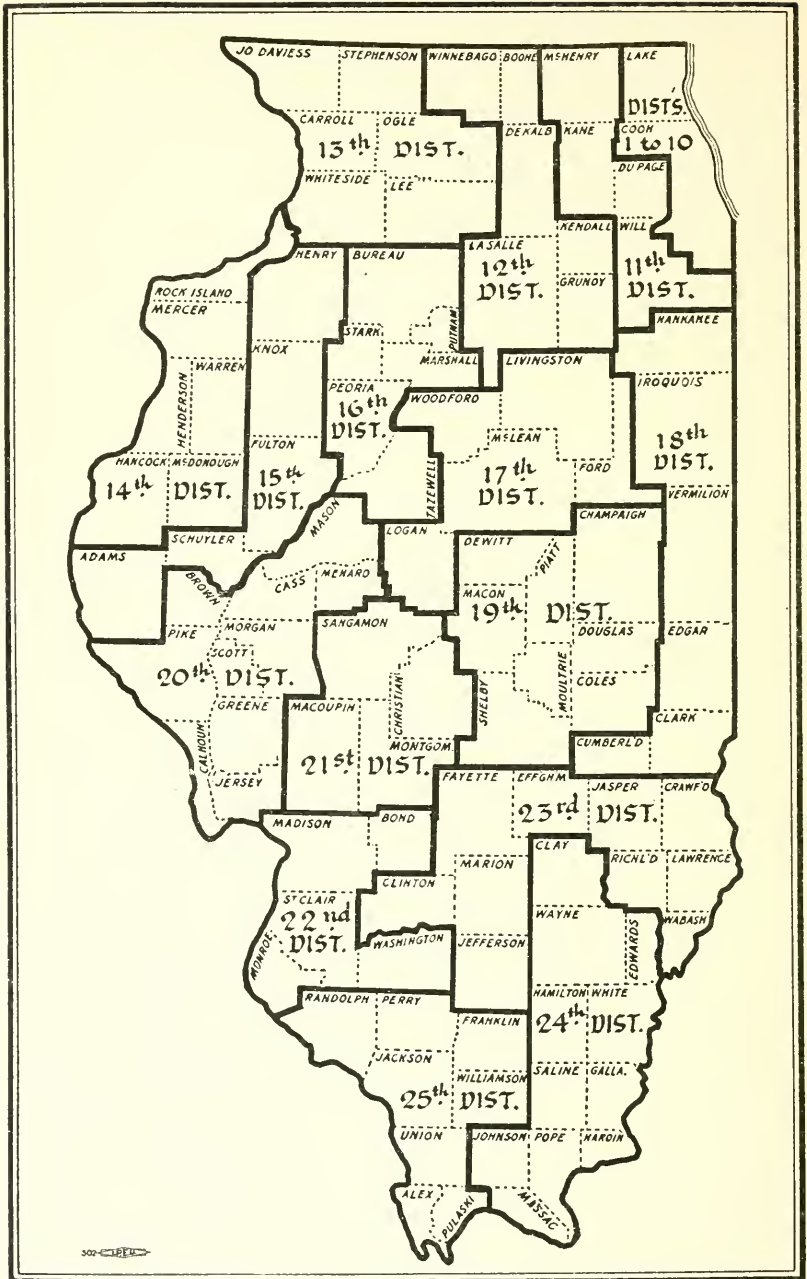 JO DAVIESS STEPHENSON WINNEBAGO BOONE McHENRY LAKE
DIST'S.
CARROLL OGLE DEKALB KANE COOK
13th DIST. 1 to 10
DU PAGE
WHITESIDE LEE
KENDALL WILL
HENRY BUREAU LASALLE
12th 11th
DIST. DIST.
GRUNDY
ROCK ISLAND
MERCER
KANKAKEE
STARK PUTNAM
KNOX
MARSHALL LIVINGSTON
WARREN
HENDERSON
PEORIA WOODFORD IROQUOIS
16th
DIST.
McLEAN
FULTON 18th
DIST.
HANCOCK McDONOUGH
14th DIST.
15th
DIST.
17th
DIST.
FORD
TAZEWELL
VERMILION
MASON
CHAMPAIGN
SCHUYLER LOGAN DEWITT
ADAMS
BROWN CASS MENARD
PIATT
MACON
19th DIST.
PIKE MORGAN SANGAMON
DOUGLAS EDGAR
SCOTT
20th DIST.
CHRISTIAN SHELBY MOULTRIE COLES
GREENE MACOUPIN
CLARK
CALHOUN
MONTGOM. CUMBERL'D
21st DIST.
JERSEY
FAYETTE EFFGHM JASPER CRAWF'D
23rd DIST.
MADISON BOND
CLAY
MARION
RICHL'D LAWRENCE
CLINTON
ST CLAIR
22nd
DIST.
WAYNE EDWARDS WABASH
MONROE WASHINGTON JEFFERSON
HAMILTON WHITE
RANDOLPH PERRY
24th DIST.
FRANKLIN
JACKSON
SALINE GALLA.
WILLIAMSON
25th DIST.
UNION JOHNSON POPE HARDIN
ALEX PULASKI MASSAC
302